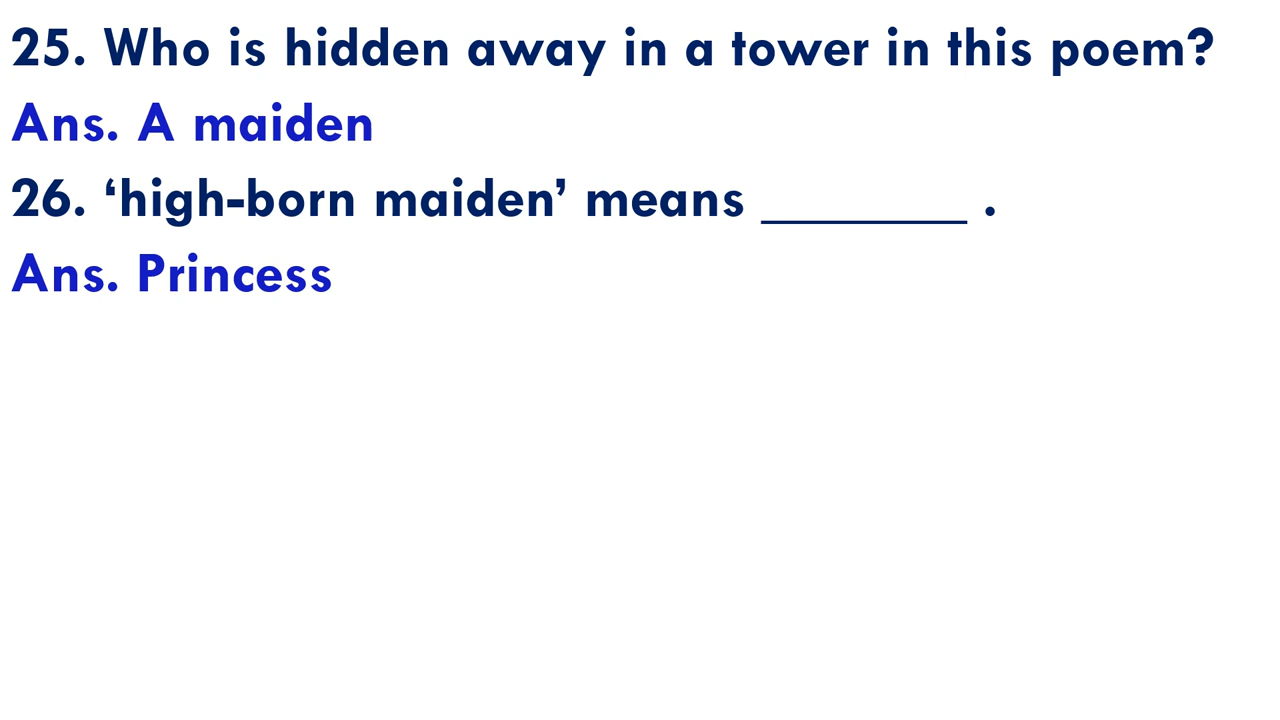 25. Who is hidden away in a tower in this poem?
Ans. A maiden
26. ‘high-born maiden’ means ________ .
Ans. Princess